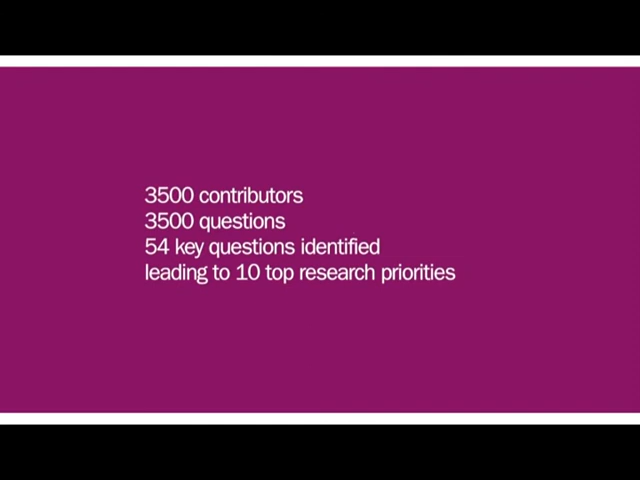 3500 contributors
3500 questions
54 key questions identified
leading to 10 top research priorities